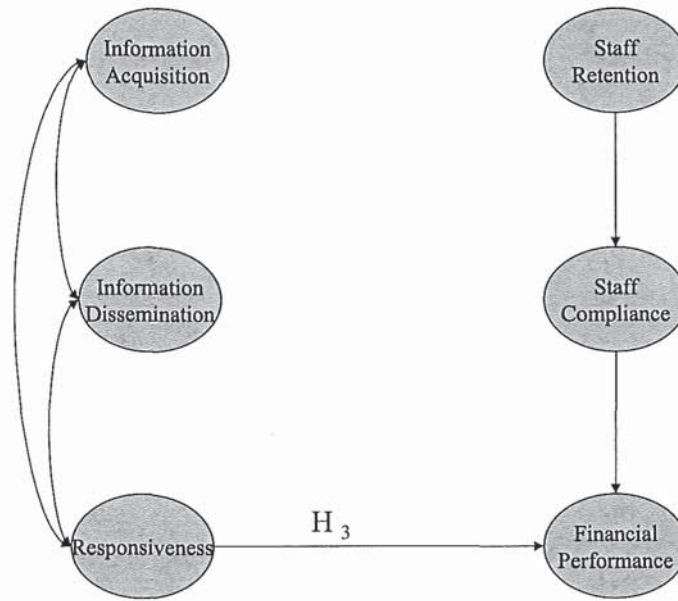 Information
Acquisition
Staff
Retention
Information
Dissemination
Staff
Compliance
Responsiveness
H 3
Financial
Performance